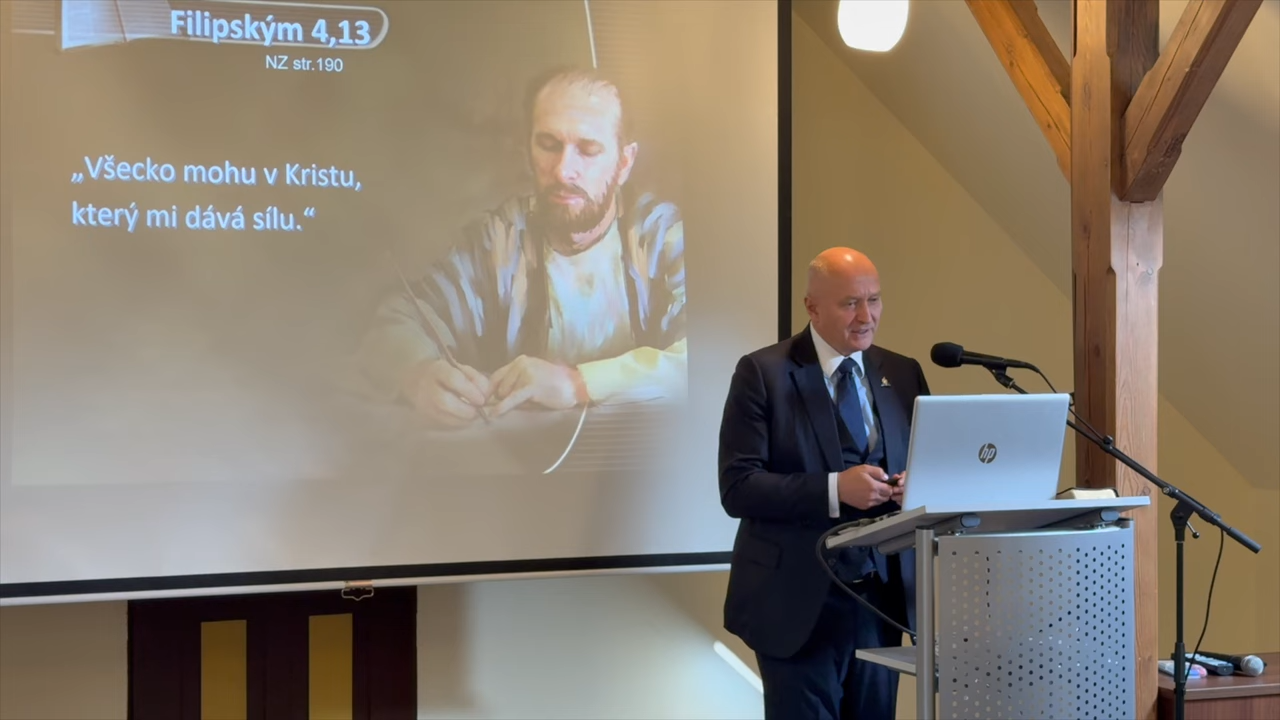 Filipským 4,13
NZ str.190
„Všecko mohu v Kristu,
který mi dává sílu.“
hp